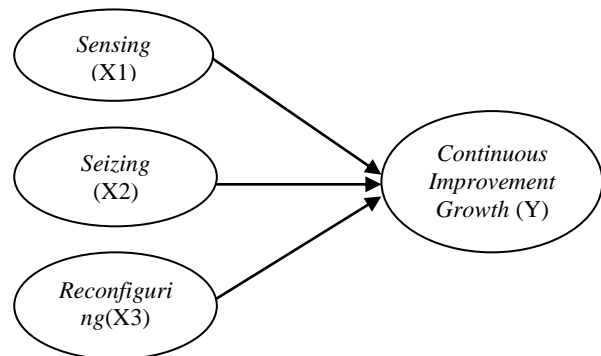 Sensing
(X1)
Seizing
(X2)
Reconfiguri
ng(X3)
Continuous
Improvement
Growth (Y)